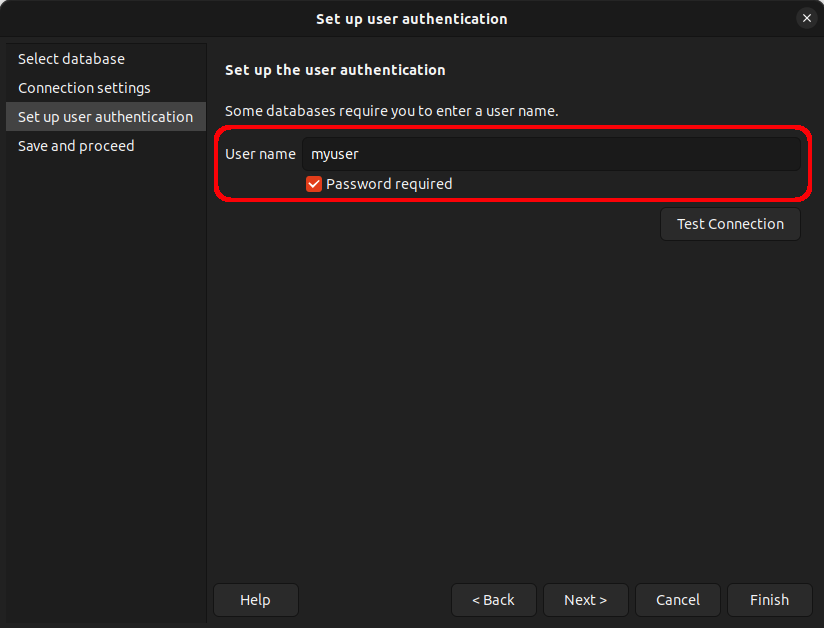 Set up user authentication
Select database
Connection settings
Set up user authentication
Save and proceed
Set up the user authentication
Some databases require you to enter a user name.
User name myuser
Password required
Test Connection
Help < Back Next > Cancel Finish